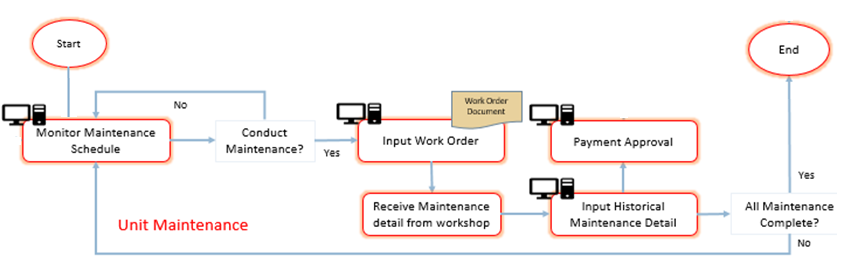 Start
End
No
Work Order
Document
Monitor Maintenance
Schedule
Conduct
Maintenance?
Yes
Input Work Order
Payment Approval
Yes
Receive Maintenance
detail from workshop
Input Historical
Maintenance Detail
All Maintenance
Complete?
Unit Maintenance
No